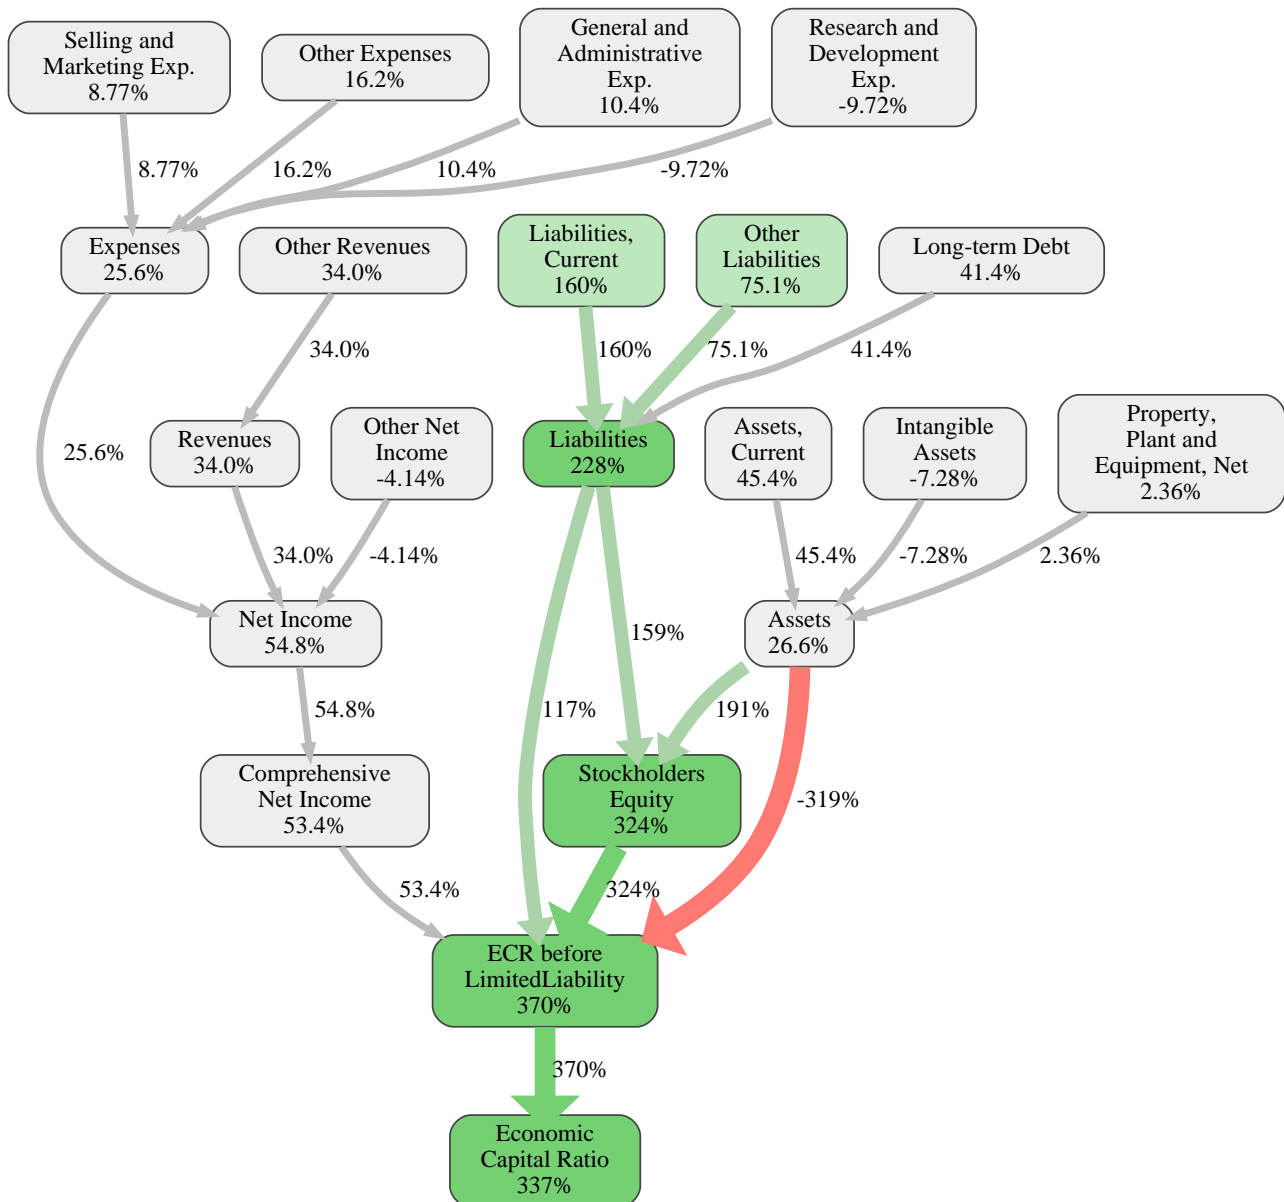 Selling and
Marketing Exp.
8.77%
Other Expenses
16.2%
General and
Administrative
Exp.
10.4%
Research and
Development
Exp.
-9.72%
8.77%
16.2%
10.4%
-9.72%
Expenses
25.6%
Other Revenues
34.0%
Liabilities,
Current
160%
Other
Liabilities
75.1%
Long-term Debt
41.4%
34.0%
160%
75.1%
41.4%
25.6%
Revenues
34.0%
Other Net
Income
-4.14%
Liabilities
228%
Assets,
Current
45.4%
Intangible
Assets
-7.28%
Property,
Plant and
Equipment, Net
2.36%
34.0%
-4.14%
45.4%
-7.28%
2.36%
Net Income
54.8%
159%
Assets
26.6%
54.8%
117%
191%
Comprehensive
Net Income
53.4%
Stockholders
Equity
324%
-319%
53.4%
324%
ECR before
LimitedLiability
370%
370%
Economic
Capital Ratio
337%